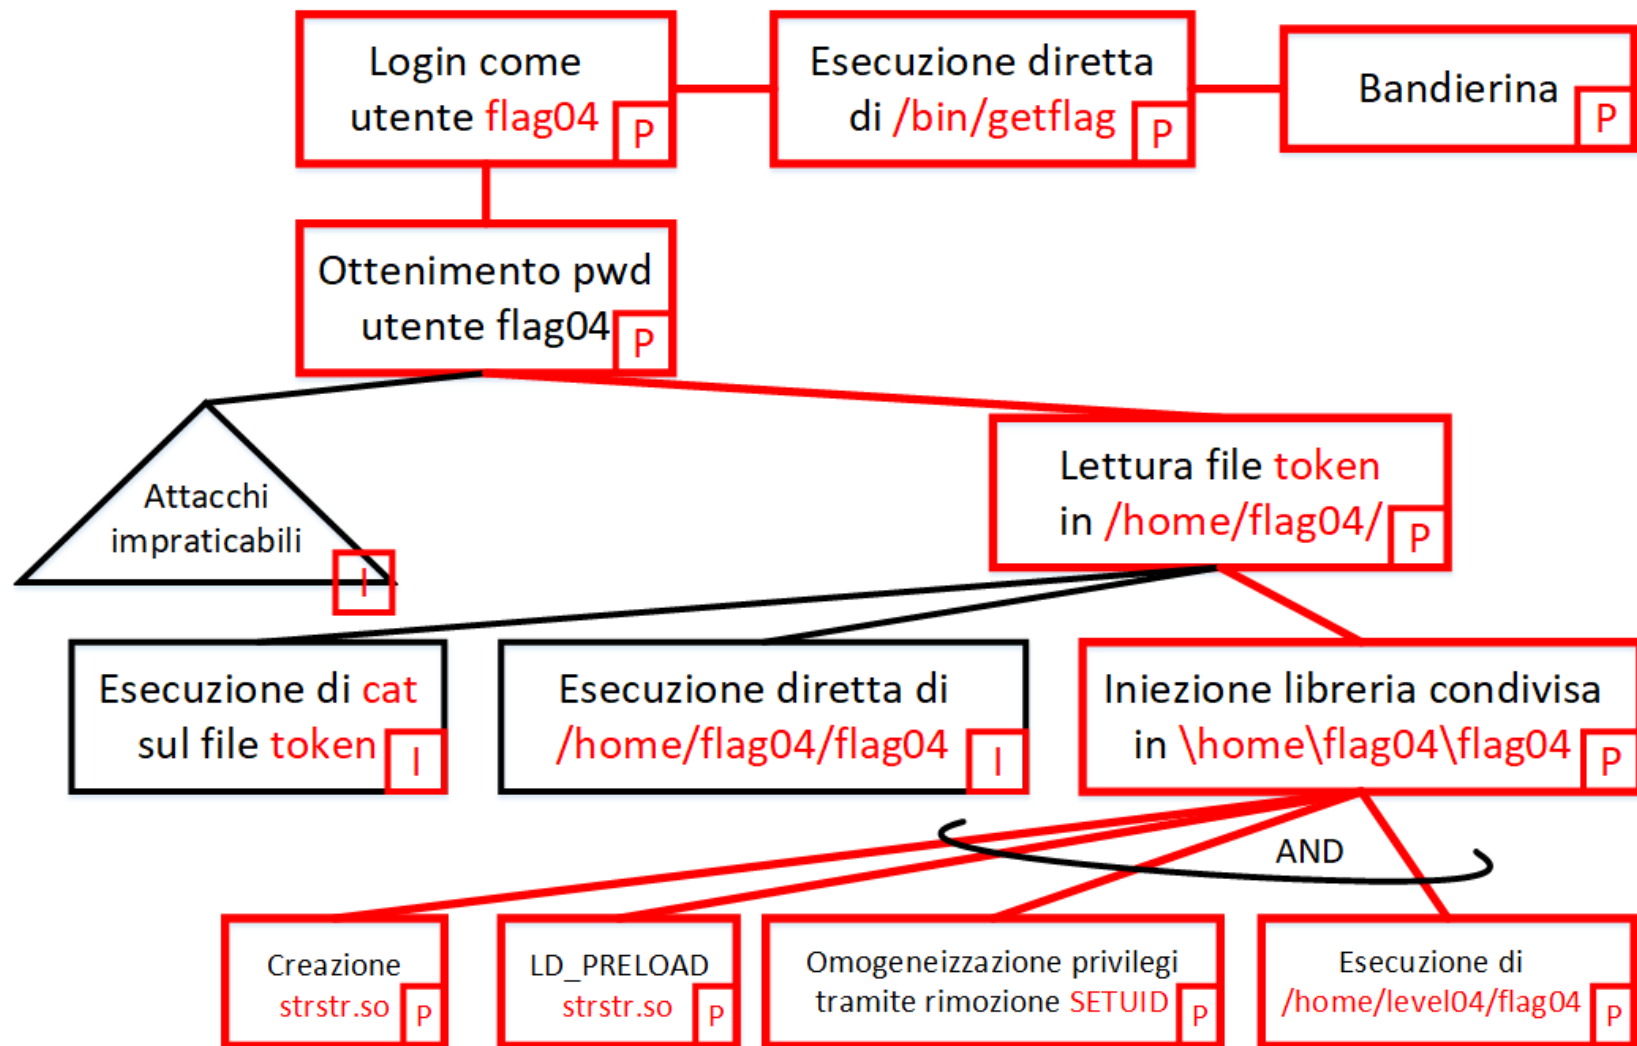 Login come
utente flag04
P
Esecuzione diretta
di /bin/getflag
P
Bandierina
P
Ottenimento pwd
utente flag04
P
Attacchi
impraticabili
I
Lettura file token
in /home/flag04/
P
Esecuzione di cat
sul file token
I
Esecuzione diretta di
/home/flag04/flag04
I
Iniezione libreria condivisa
in \home\flag04\flag04
P
AND
Creazione
strstr.so
P
LD_PRELOAD
strstr.so
P
Omogeneizzazione privilegi
tramite rimozione SETUID
P
Esecuzione di
/home/level04/flag04
P